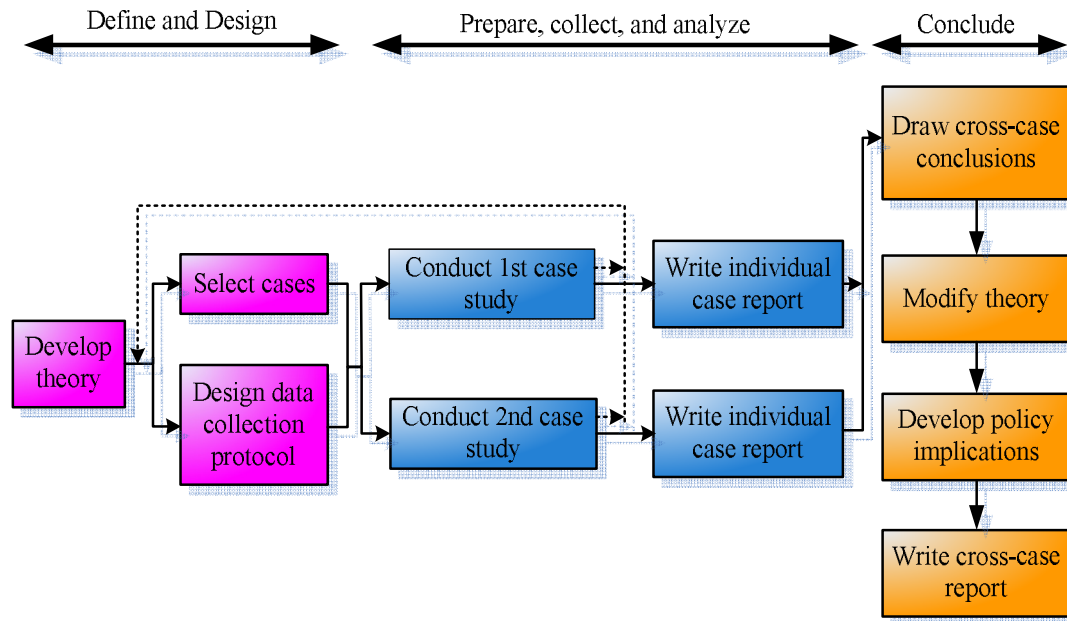 Define and Design
Prepare, collect, and analyze
Conclude
Develop
theory
Select cases
Design data
collection
protocol
Conduct 1st case
study
Conduct 2nd case
study
Write individual
case report
Write individual
case report
Draw cross-case
conclusions
Modify theory
Develop policy
implications
Write cross-case
report